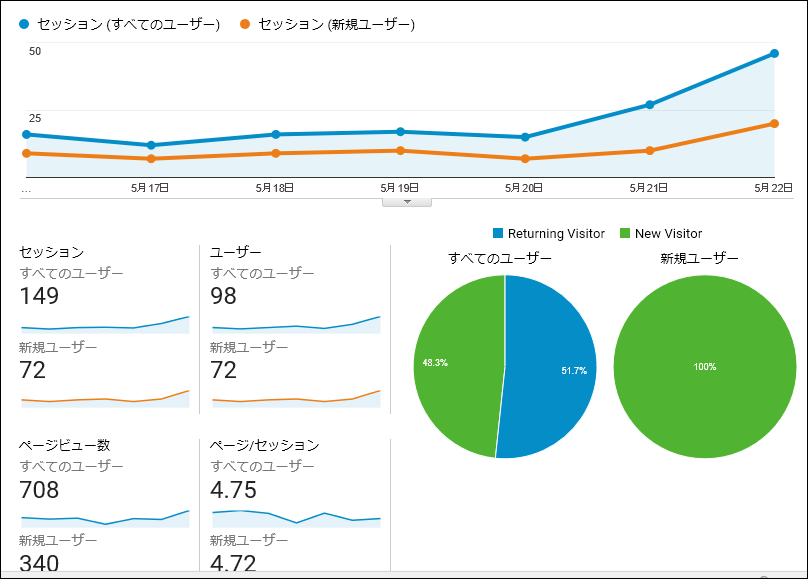 セッション (すべてのユーザー) セッション (新規ユーザー)
50
25
... 5月17日 5月18日 5月19日 5月20日 5月21日 5月22日
Returning Visitor New Visitor
すべてのユーザー 新規ユーザー
48.3% 51.7% 100%
セッション ユーザー
すべてのユーザー すべてのユーザー
149 98
新規ユーザー 新規ユーザー
72 72
ページビュー数 ページ/セッション
すべてのユーザー すべてのユーザー
708 4.75
新規ユーザー 新規ユーザー
340 4.72